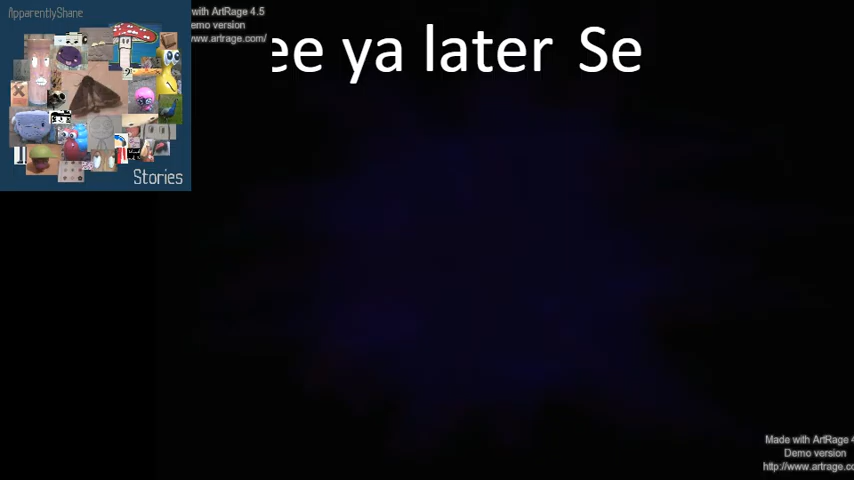 ApparentlyShane
Stories
with ArtRage 4.5
emo version
www.artrage.com/
ee ya later Se
Made with ArtRage 4
Demo version
http://www.artrage.co